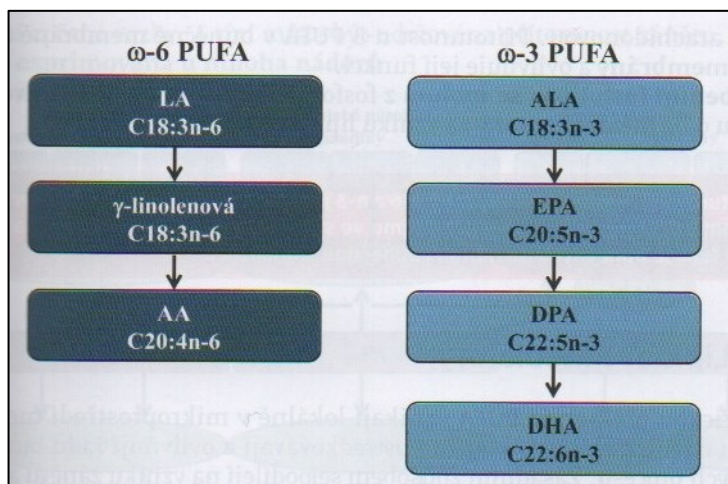 ω-6 PUFA
LA
C18:3n-6
γ-linolenová
C18:3n-6
AA
C20:4n-6
ω-3 PUFA
ALA
C18:3n-3
EPA
C20:5n-3
DPA
C22:5n-3
DHA
C22:6n-3